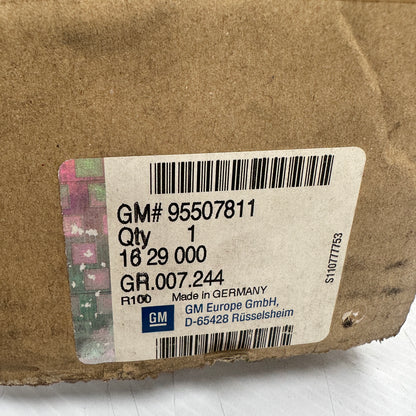 GM# 95507811
Qty 1
16 29 000
GR.007.244
R100 Made in GERMANY
GM
GM Europe GmbH,
D-65428 Rüsselsheim
S110777753